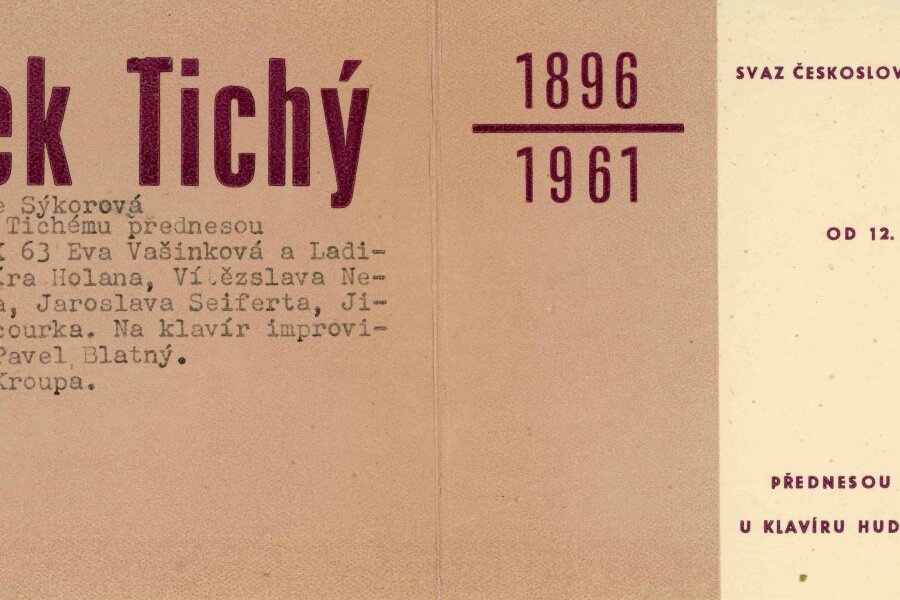 ek Tichý
e Sýkorová
Tichému přednesou
X 63 Eva Vašinková a Ladi-
íra Holana, Vítězslava Ne-
a, Jaroslava Seiferta, Ji-
courka. Na klavír improvi-
Pavel Blatný.
Kroupa.
1896
1961
SVAZ ČESKOSLOV
OD 12.
PŘEDNESOU
U KLAVÍRU HUD